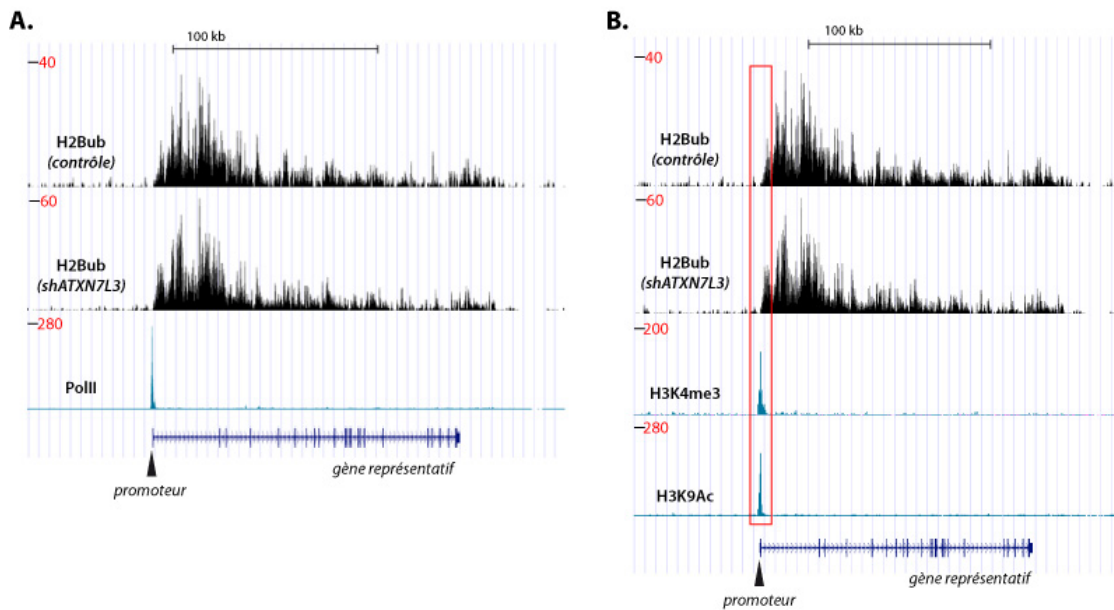 A.
100 kb
40
H2Bub
(contrôle)
60
H2Bub
(shATXN7L3)
280
PolII
gène représentatif
promoteur
B.
100 kb
40
H2Bub
(contrôle)
60
H2Bub
(shATXN7L3)
200
H3K4me3
280
H3K9Ac
gène représentatif
promoteur